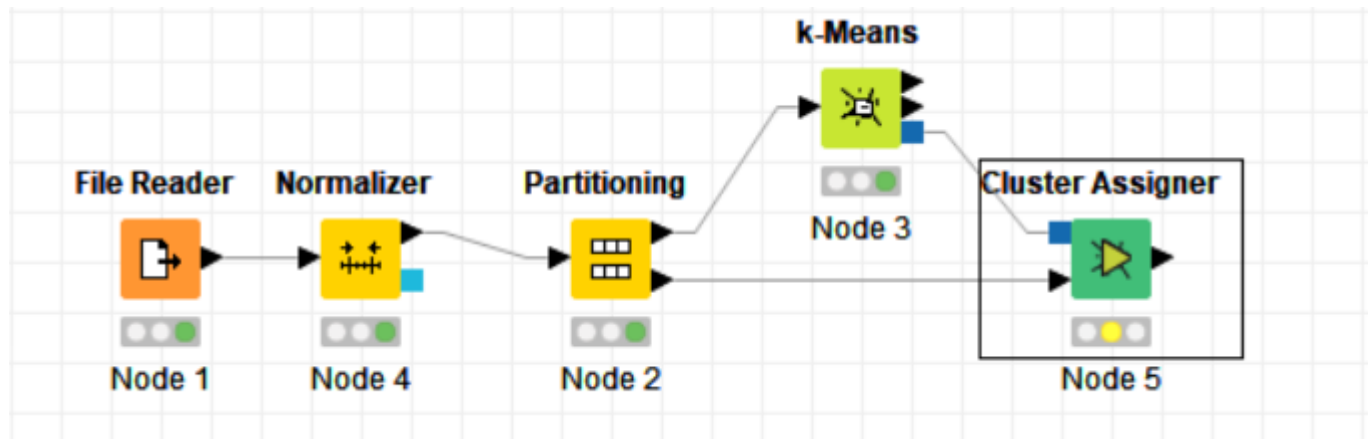 k-Means
File Reader
Normalizer
Partitioning
Cluster Assigner
Node 3
Node 1
Node 4
Node 2
Node 5